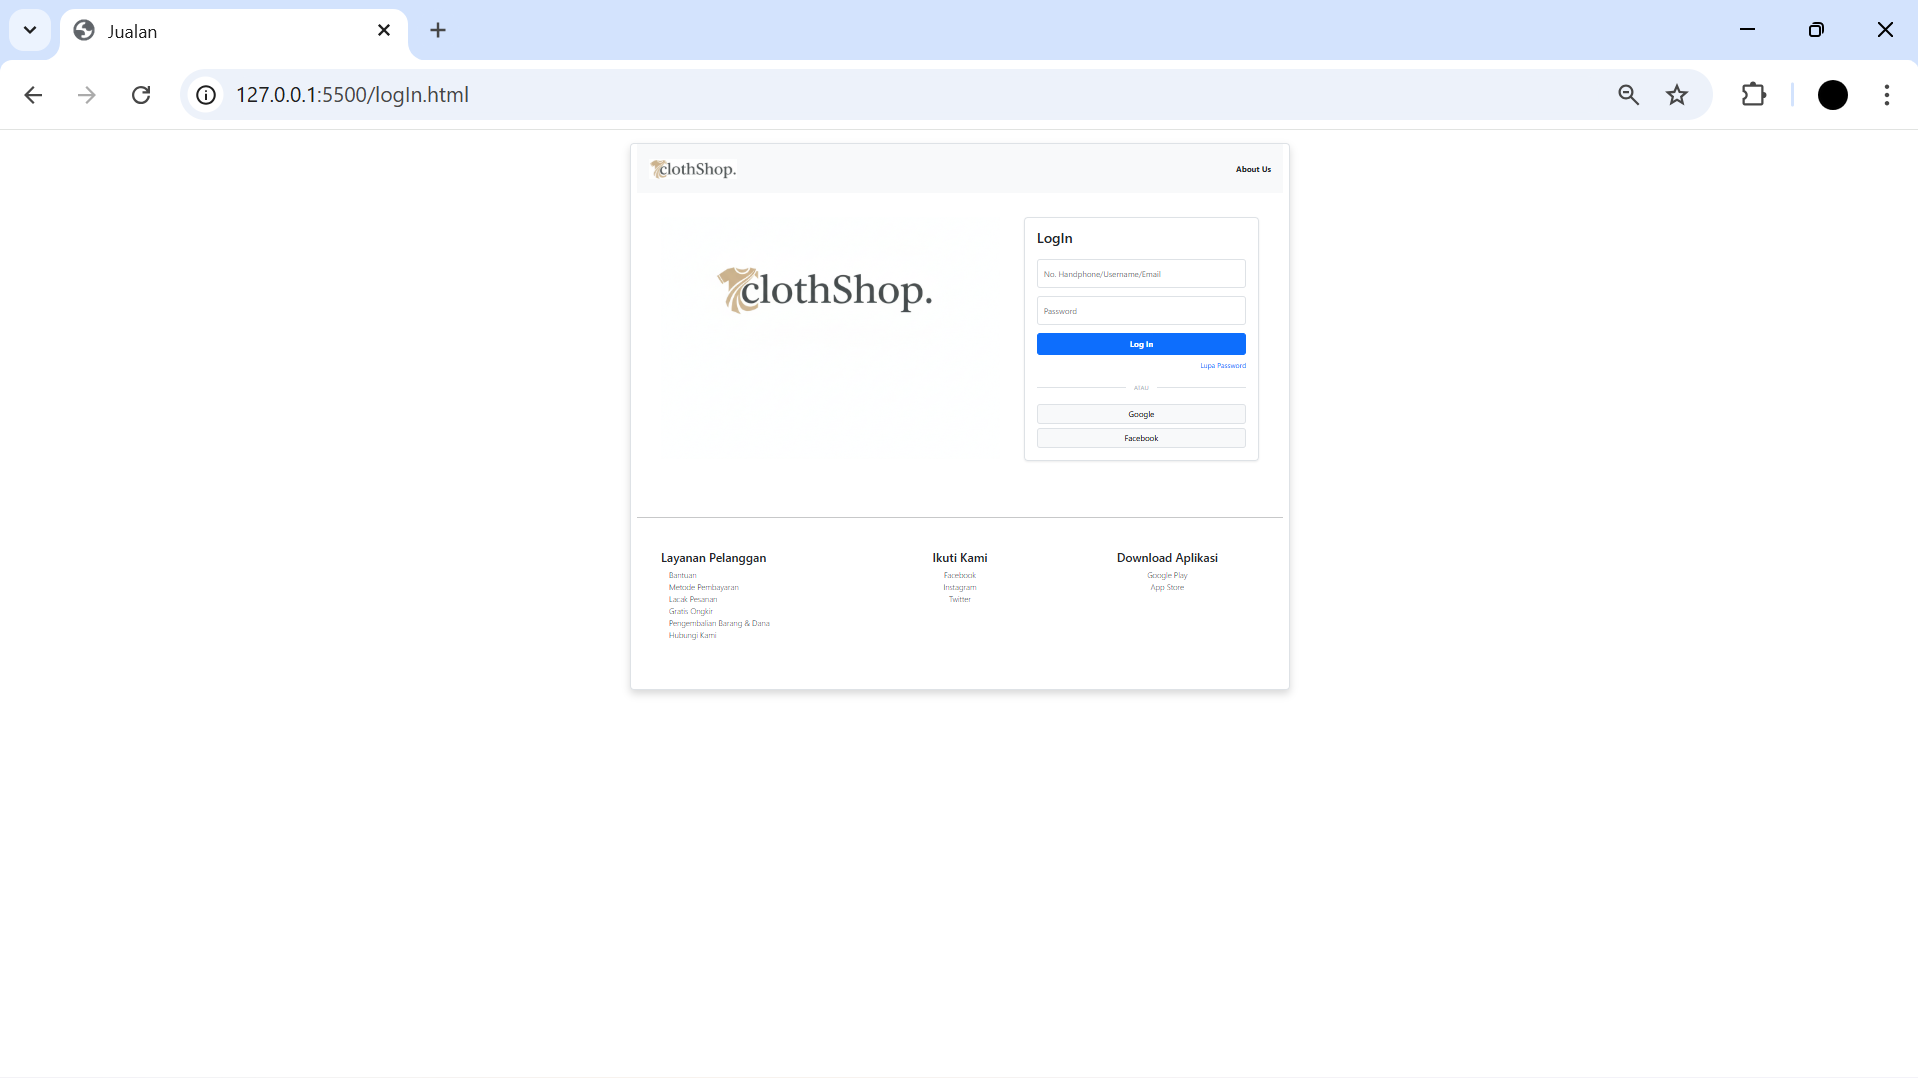 Jualan
127.0.0.1:5500/logIn.html
clothShop.
About Us
clothShop.
LogIn
No. Handphone/Username/Email
Password
Log In
Lupa Password
ATAU
Google
Facebook
Layanan Pelanggan
Bantuan
Metode Pembayaran
Lacak Pesanan
Gratis Ongkir
Pengembalian Barang & Dana
Hubungi Kami
Ikuti Kami
Facebook
Instagram
Twitter
Download Aplikasi
Google Play
App Store